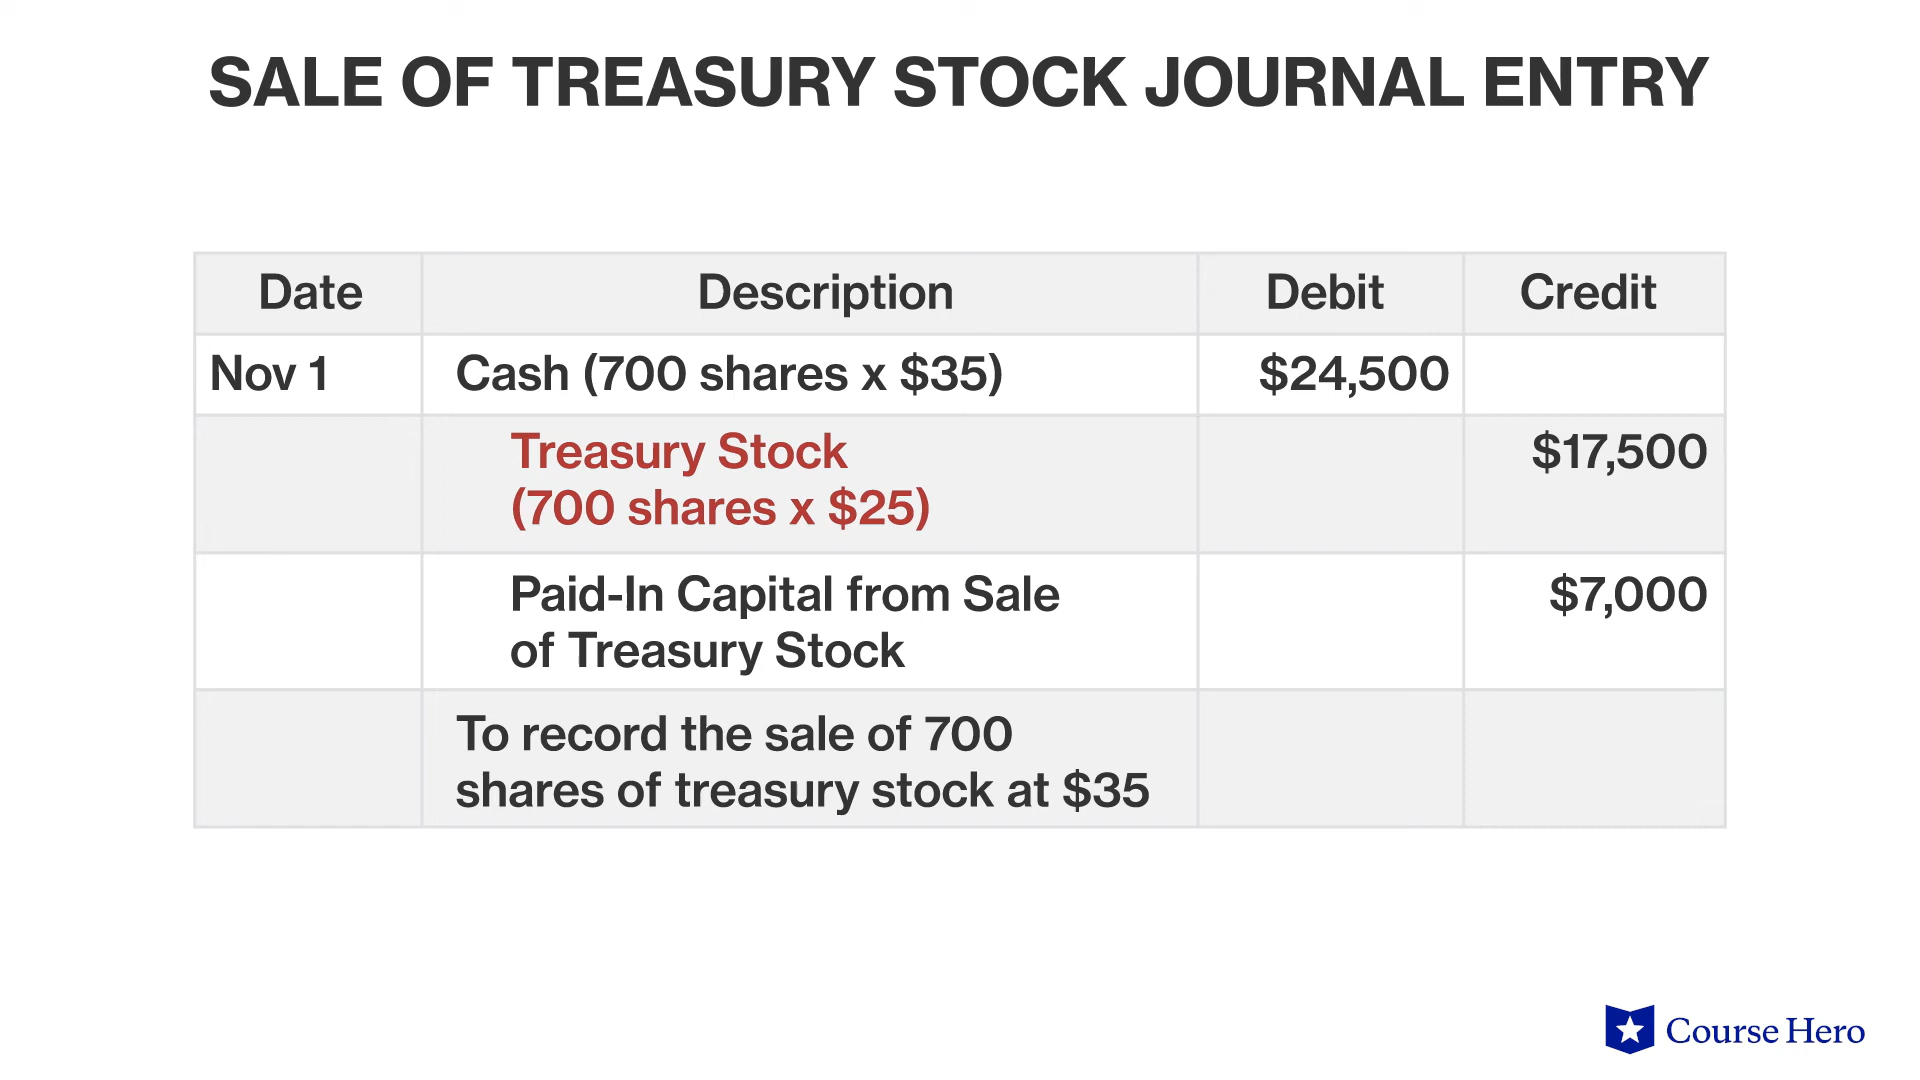 SALE OF TREASURY STOCK JOURNAL ENTRY
Date Description Debit Credit
Nov 1 Cash (700 shares x $35) $24,500
Treasury Stock $17,500
(700 shares x $25)
Paid-In Capital from Sale $7,000
of Treasury Stock
To record the sale of 700
shares of treasury stock at $35
Course Hero